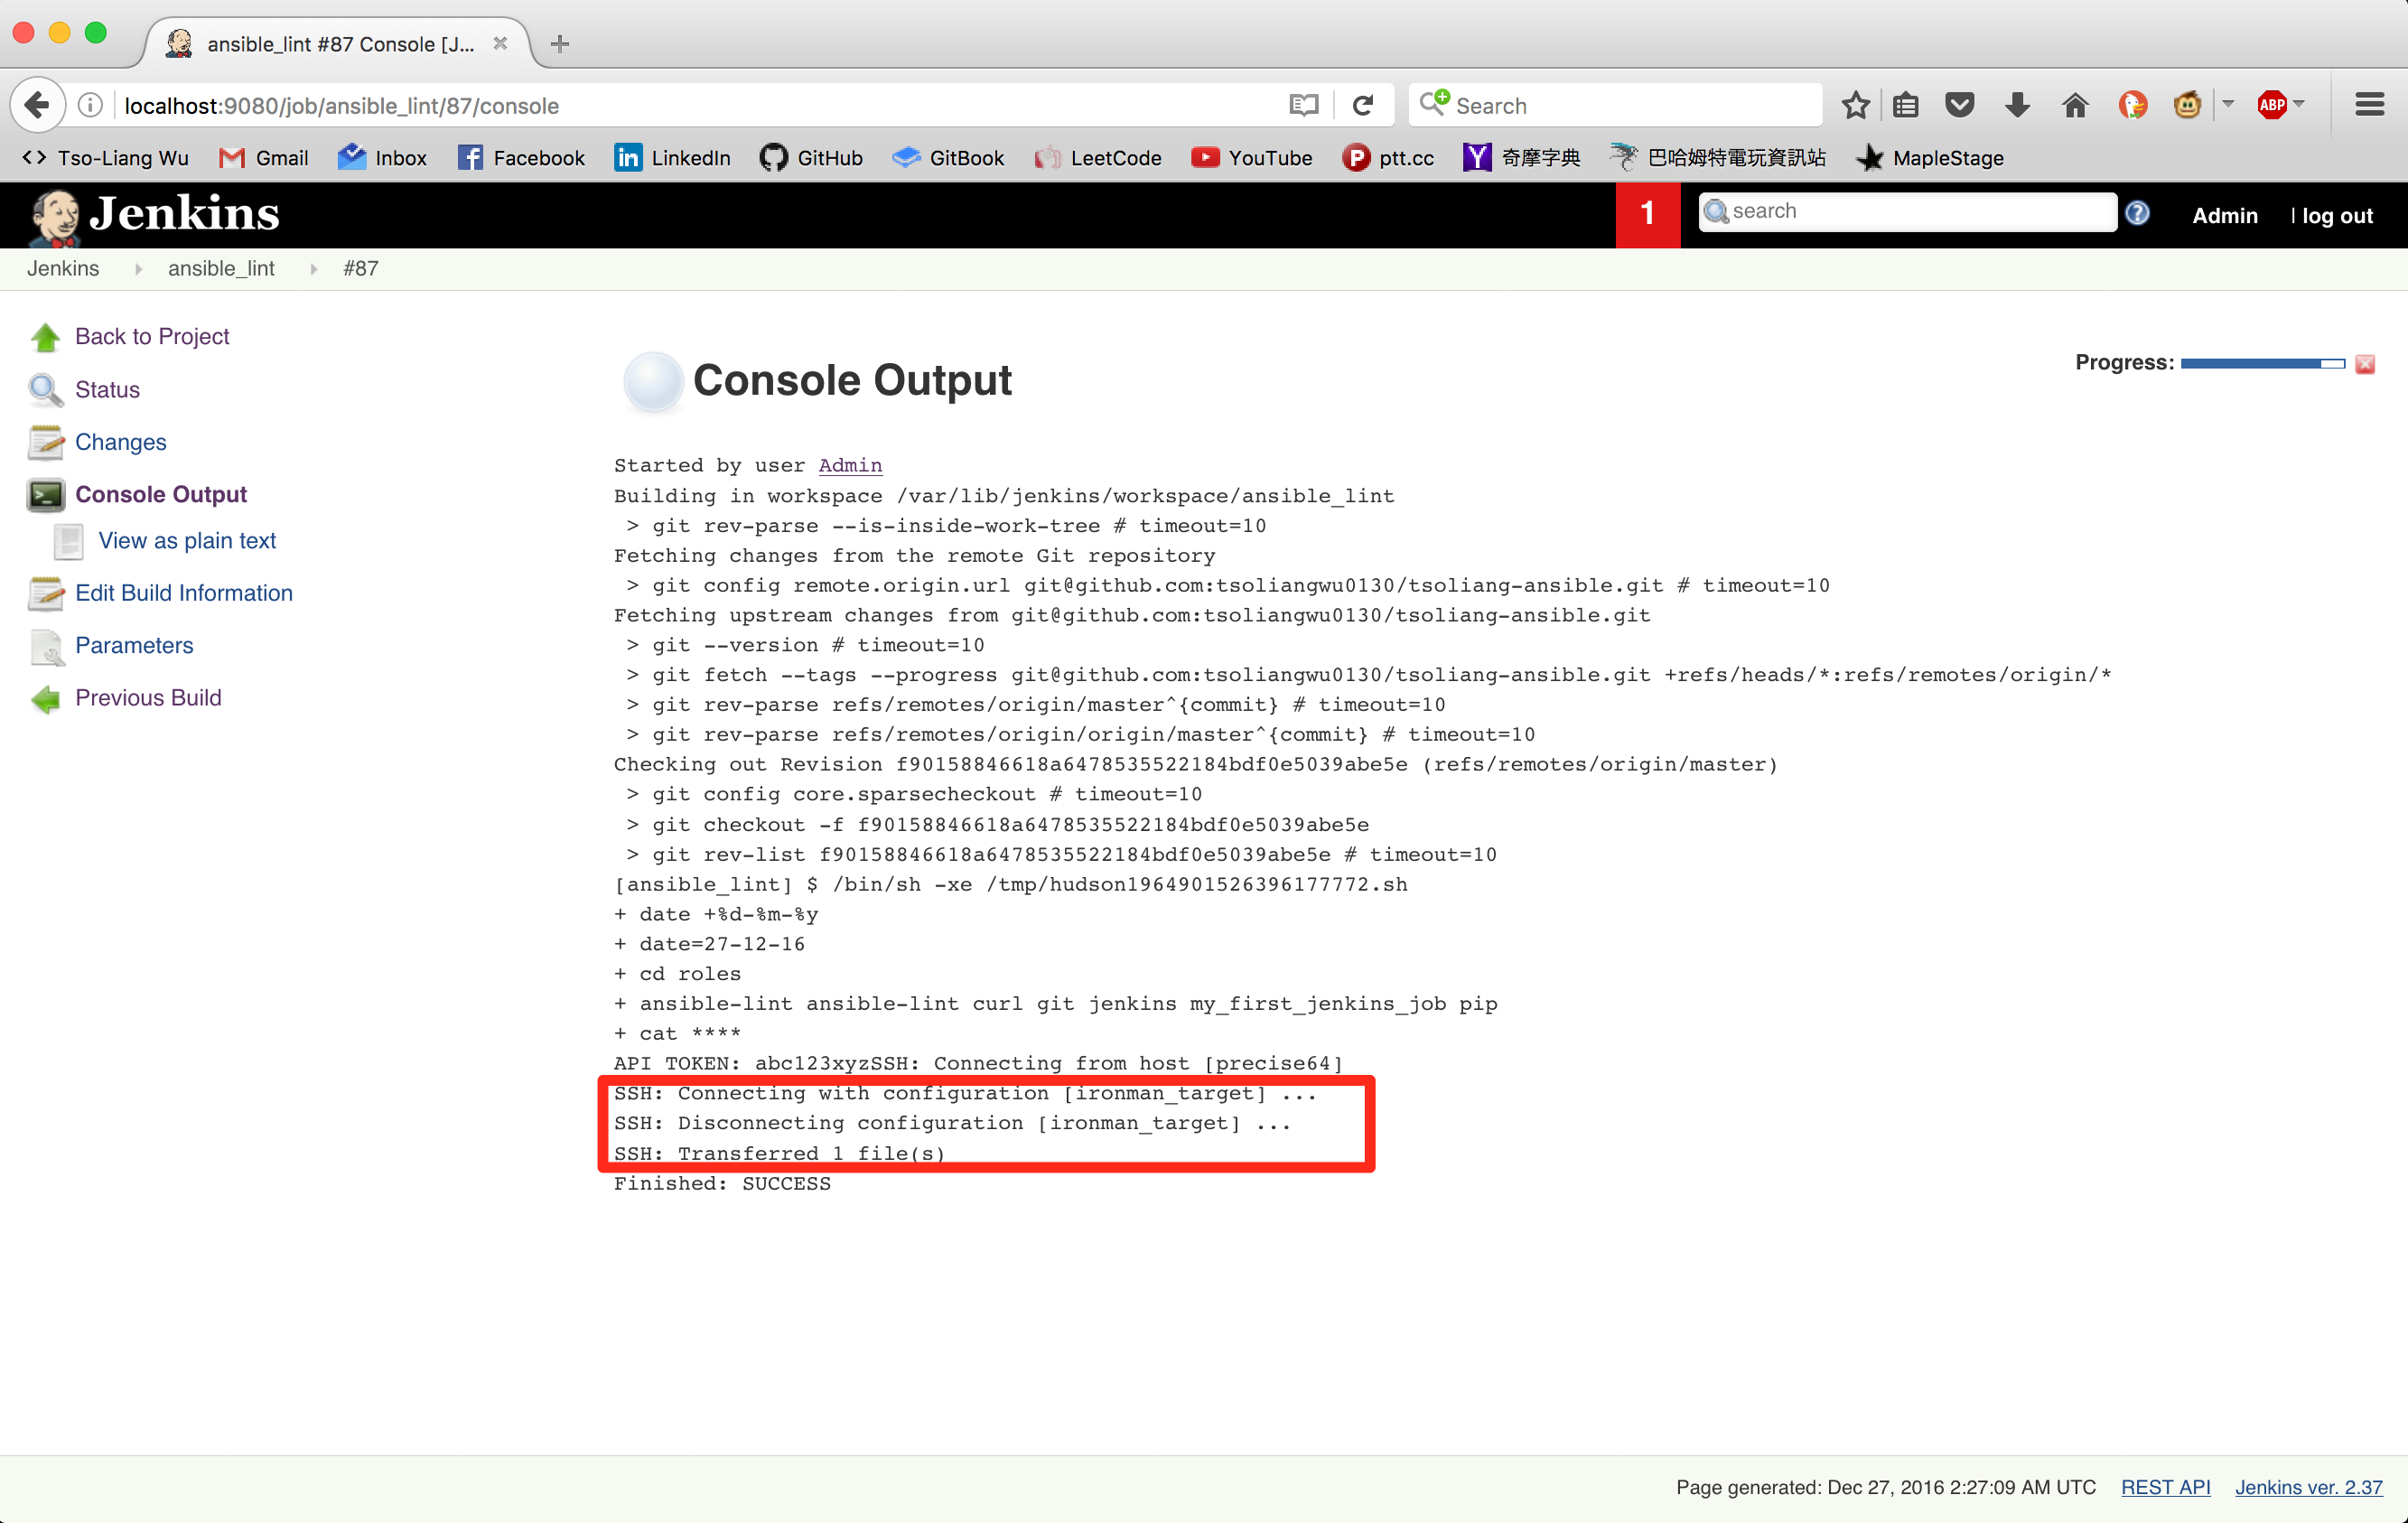 ansible_lint #87 Console [J...
localhost:9080/job/ansible_lint/87/console
Search
ABP
Tso-Liang Wu Gmail Inbox Facebook LinkedIn GitHub GitBook LeetCode YouTube ptt.cc 奇摩字典 巴哈姆特電玩資訊站 MapleStage
Jenkins
1
search
Admin | log out
Jenkins ansible_lint #87
Back to Project
Status
Changes
Console Output
View as plain text
Edit Build Information
Parameters
Previous Build
Console Output
Progress:
Started by user Admin
Building in workspace /var/lib/jenkins/workspace/ansible_lint
> git rev-parse --is-inside-work-tree # timeout=10
Fetching changes from the remote Git repository
> git config remote.origin.url git@github.com:tsoliangwu0130/tsoliang-ansible.git # timeout=10
Fetching upstream changes from git@github.com:tsoliangwu0130/tsoliang-ansible.git
> git --version # timeout=10
> git fetch --tags --progress git@github.com:tsoliangwu0130/tsoliang-ansible.git +refs/heads/*:refs/remotes/origin/*
> git rev-parse refs/remotes/origin/master^{commit} # timeout=10
> git rev-parse refs/remotes/origin/origin/master^{commit} # timeout=10
Checking out Revision f90158846618a6478535522184bdf0e5039abe5e (refs/remotes/origin/master)
> git config core.sparsecheckout # timeout=10
> git checkout -f f90158846618a6478535522184bdf0e5039abe5e
> git rev-list f90158846618a6478535522184bdf0e5039abe5e # timeout=10
[ansible_lint] $ /bin/sh -xe /tmp/hudson1964901526396177772.sh
+ date +%d-%m-%y
+ date=27-12-16
+ cd roles
+ ansible-lint ansible-lint curl git jenkins my_first_jenkins_job pip
+ cat ****
API TOKEN: abc123xyzSSH: Connecting from host [precise64]
SSH: Connecting with configuration [ironman_target] ...
SSH: Disconnecting configuration [ironman_target] ...
SSH: Transferred 1 file(s)
Finished: SUCCESS
Page generated: Dec 27, 2016 2:27:09 AM UTC REST API Jenkins ver. 2.37